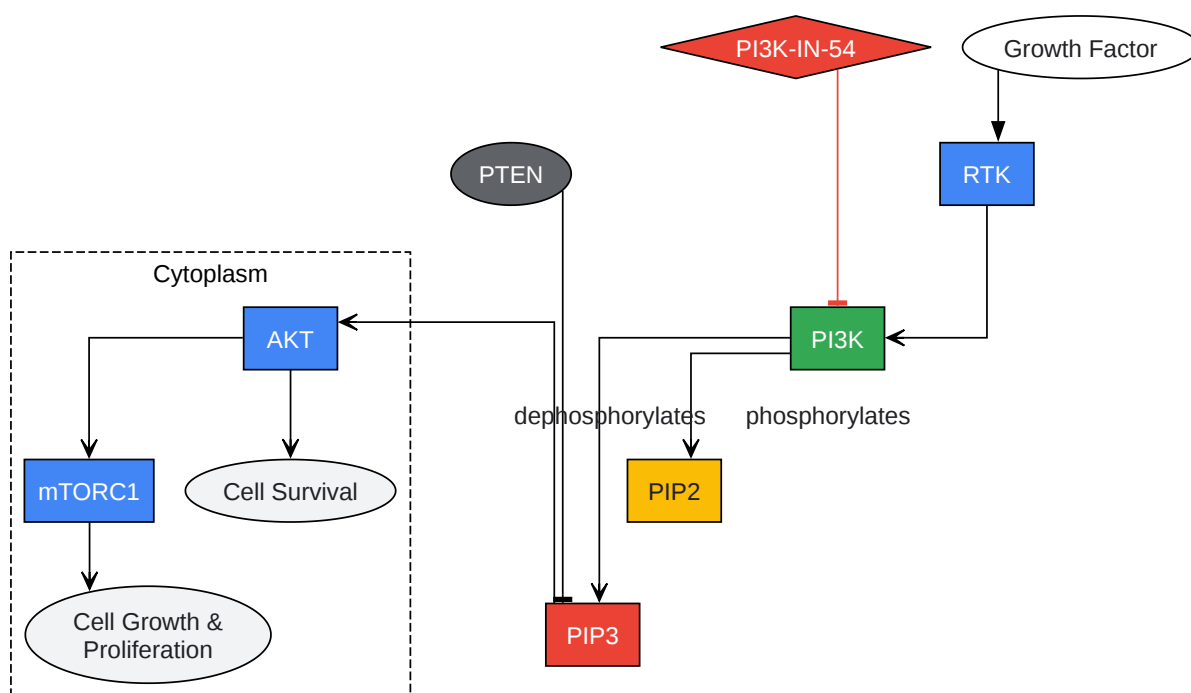 PI3K-IN-54
Growth Factor
PTEN
RTK
Cytoplasm
AKT
PI3K
dephosphorylates
phosphorylates
mTORC1
Cell Survival
PIP2
Cell Growth &
Proliferation
PIP3